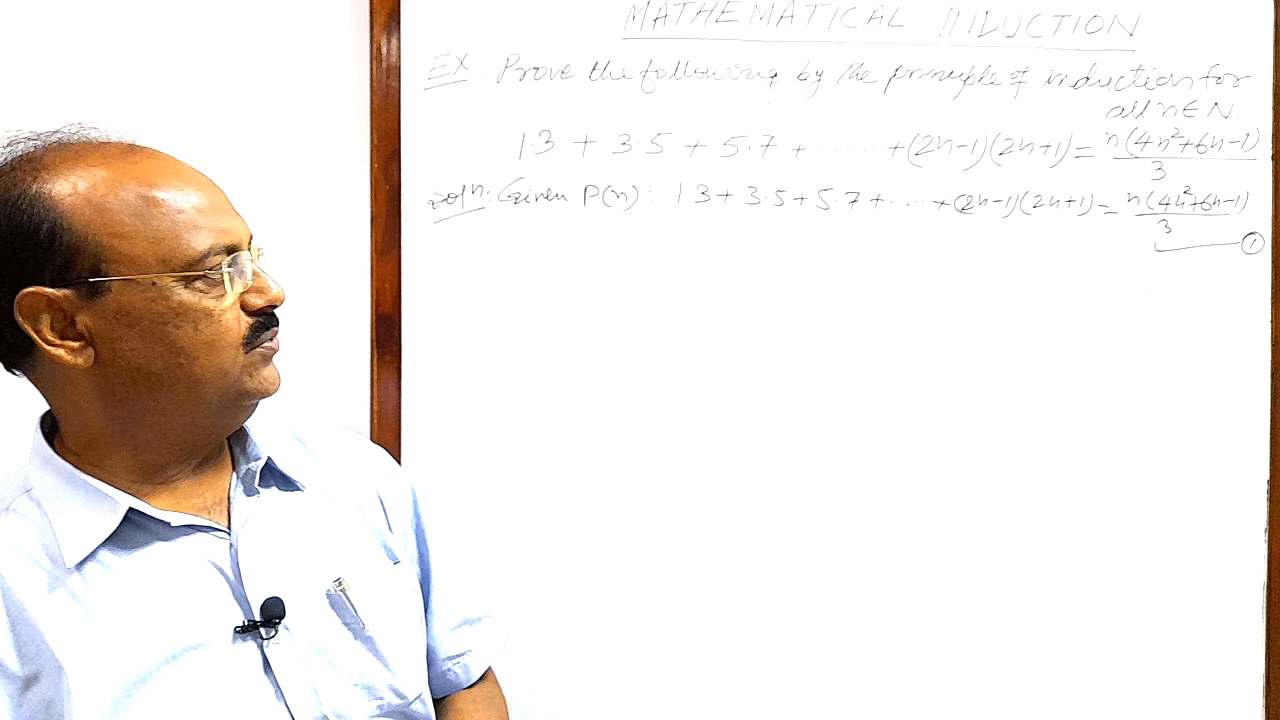 MATHEMATICAL INDUCTION
EX Prove the following by the principle of induction for
all n ∈ N.
1.3 + 3.5 + 5.7 + ...... + (2n-1)(2n+1) = n(4n²+6n-1)/3
Solⁿ. Given P(n) : 1.3 + 3.5 + 5.7 + ..... + (2n-1)(2n+1) = n(4n²+6n-1)/3
①